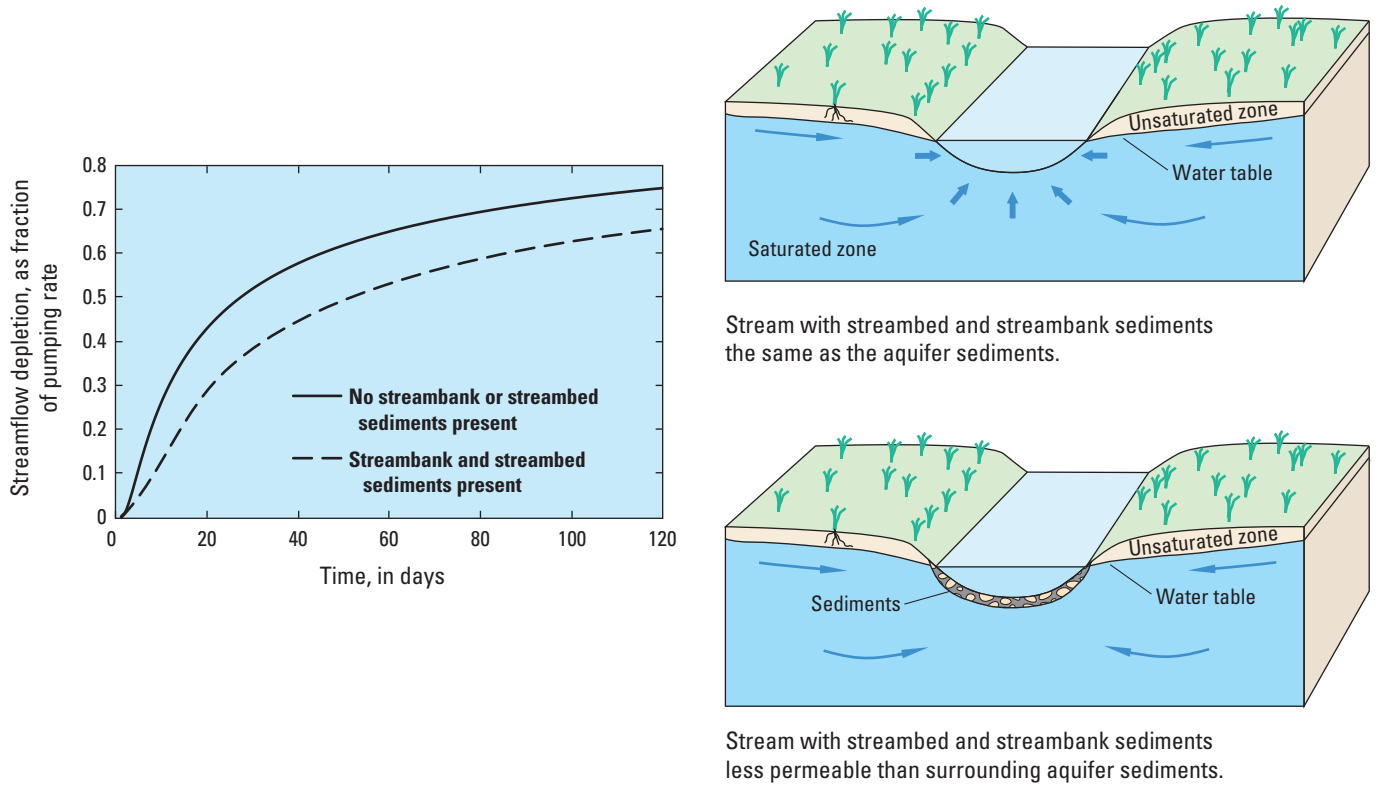 Streamflow depletion, as fraction
of pumping rate
0.8
0.7
0.6
0.5
0.4
0.3
0.2
0.1
0
0 20 40 60 80 100 120
Time, in days
No streambank or streambed
sediments present
Streambank and streambed
sediments present
Unsaturated zone
Water table
Saturated zone
Stream with streambed and streambank sediments
the same as the aquifer sediments.
Unsaturated zone
Sediments
Water table
Stream with streambed and streambank sediments
less permeable than surrounding aquifer sediments.